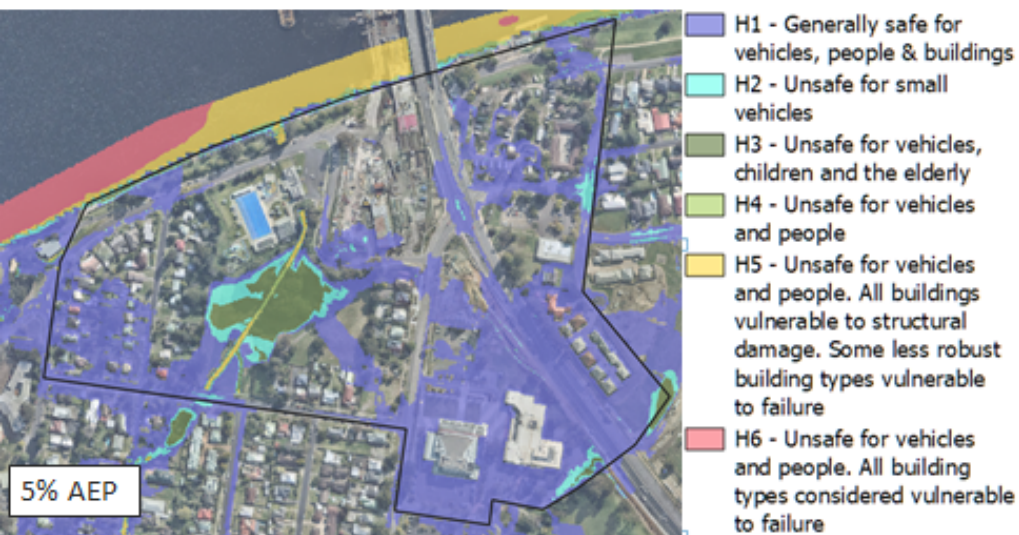 H1 - Generally safe for
vehicles, people & buildings
H2 - Unsafe for small
vehicles
H3 - Unsafe for vehicles,
children and the elderly
H4 - Unsafe for vehicles
and people
H5 - Unsafe for vehicles
and people. All buildings
vulnerable to structural
damage. Some less robust
building types vulnerable
to failure
H6 - Unsafe for vehicles
and people. All building
types considered vulnerable
to failure
5% AEP